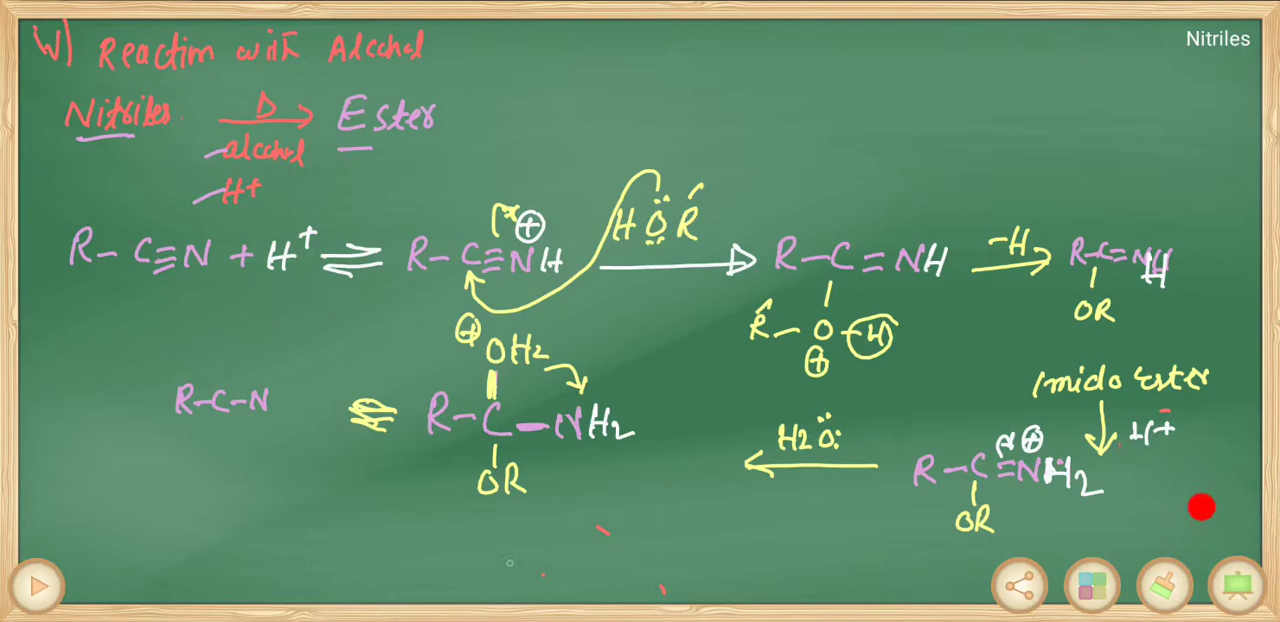 Nitriles
W) Reaction with Alcohol
Nitriles Δ → Ester
alcohol
H+
H Ö R´
R-C≡N + H+ ⇌ R-C≡NH ⊕ → R-C=NH -H → R-C=NH
R´-O-H ⊕
OR
⊕ OH2
Imido ester
H+
R-C-N ⇌ R-C-NH2 H2Ö: ← R-C=NH2 ⊕
OR
OR